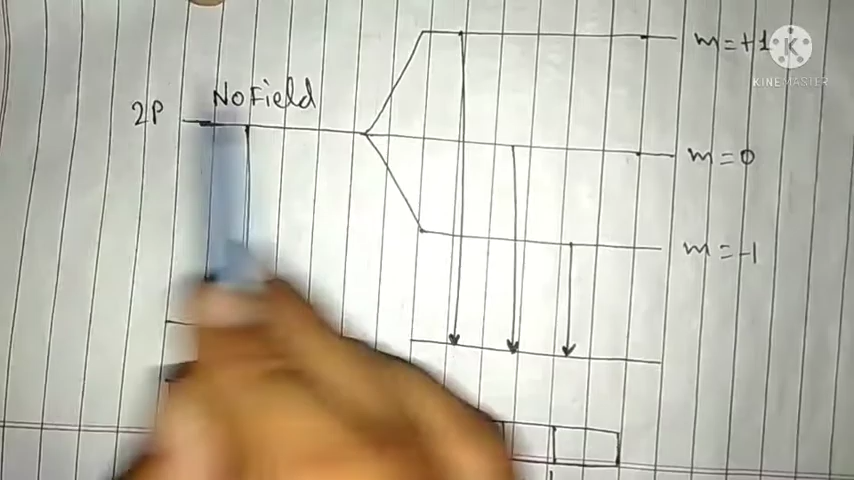 m=+1
KINEMASTER
No Field
2P
m=0
m=-1